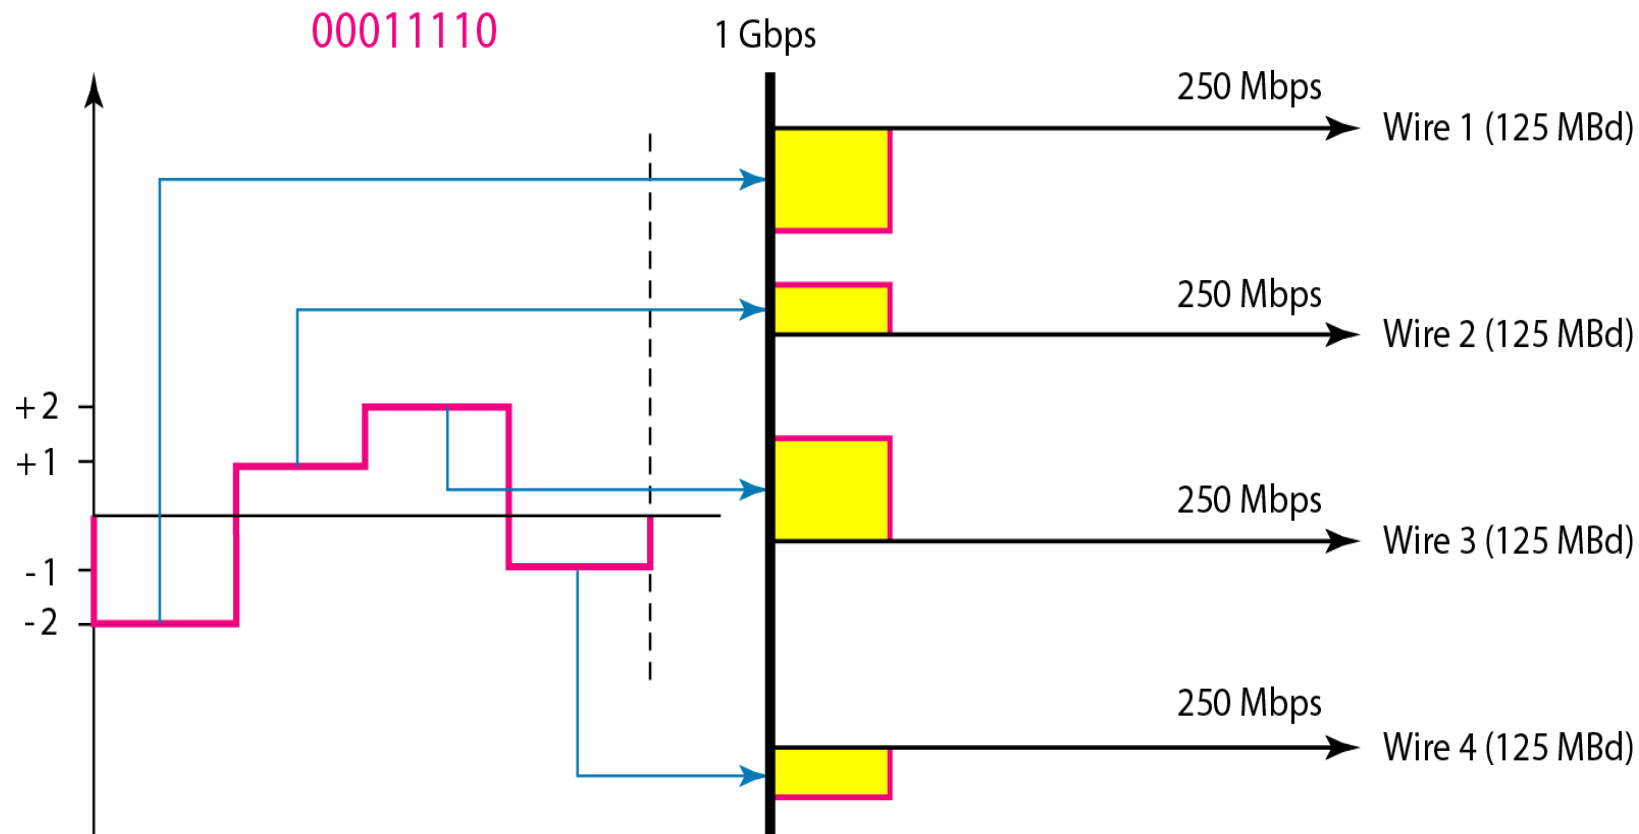 00011110
1 Gbps
250 Mbps
Wire 1 (125 MBd)
250 Mbps
Wire 2 (125 MBd)
+2
+1
250 Mbps
Wire 3 (125 MBd)
-1
-2
250 Mbps
Wire 4 (125 MBd)